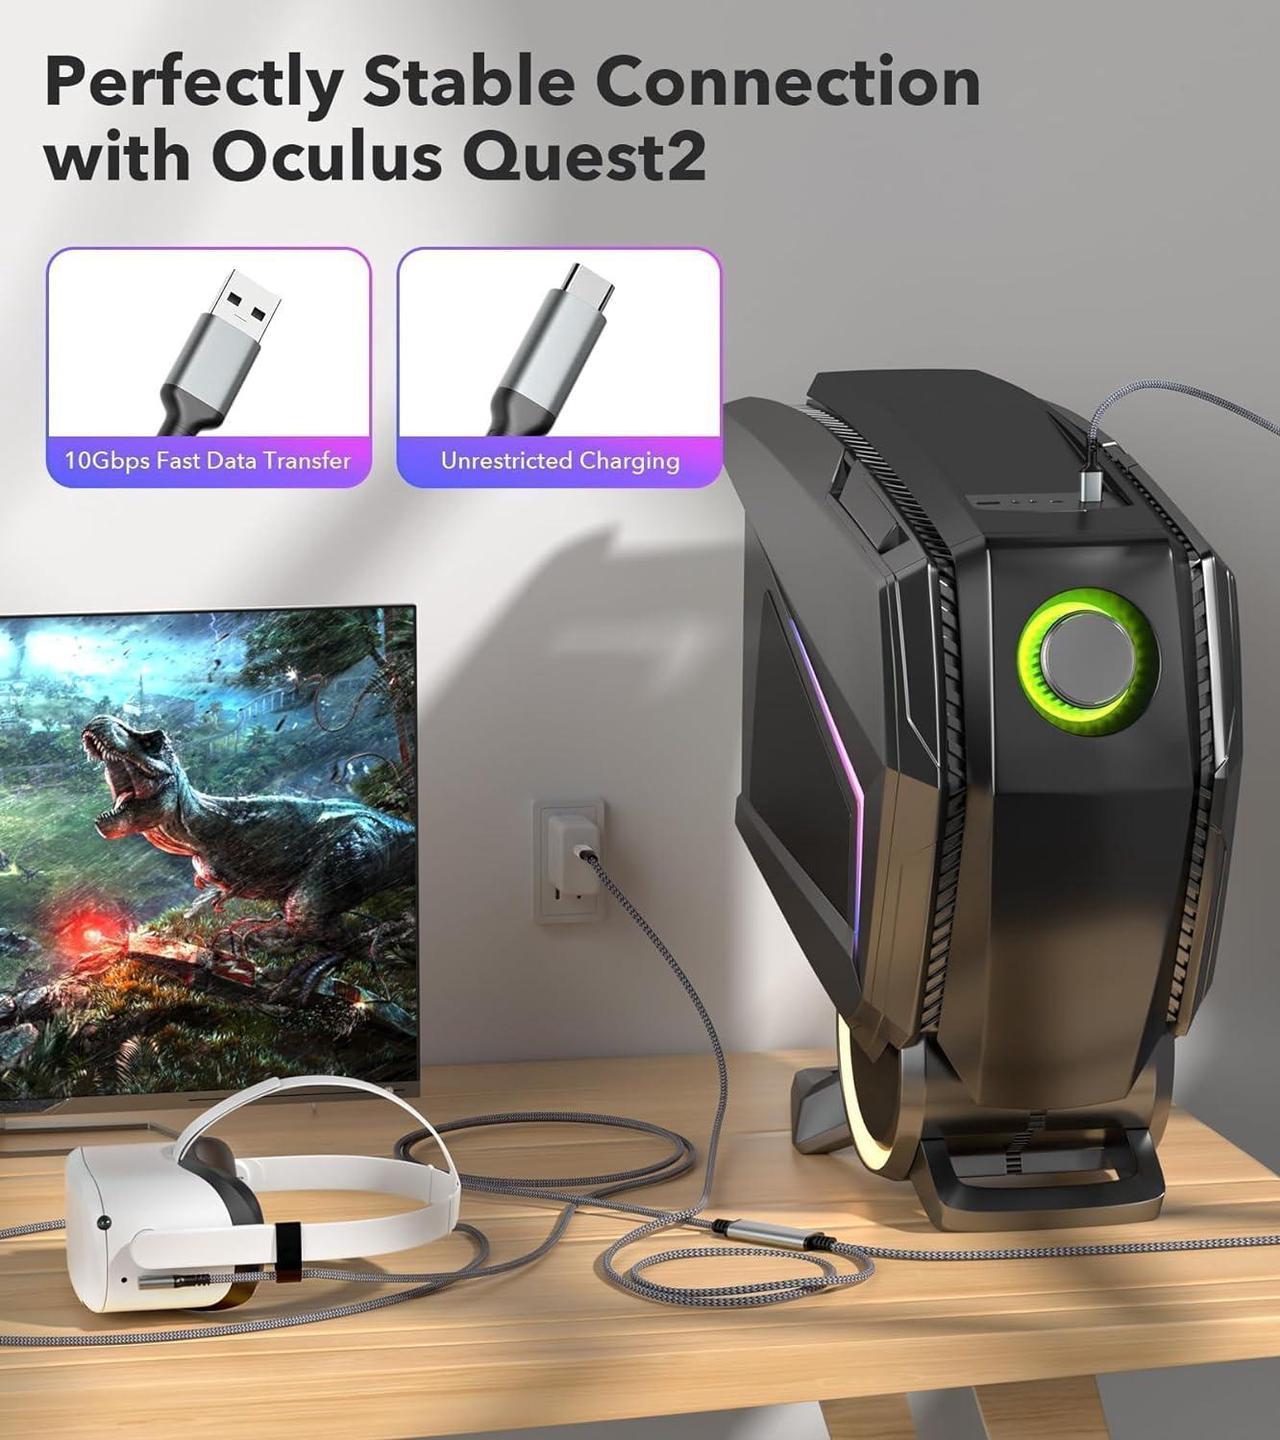 Perfectly Stable Connection
with Oculus Quest2
10Gbps Fast Data Transfer
Unrestricted Charging